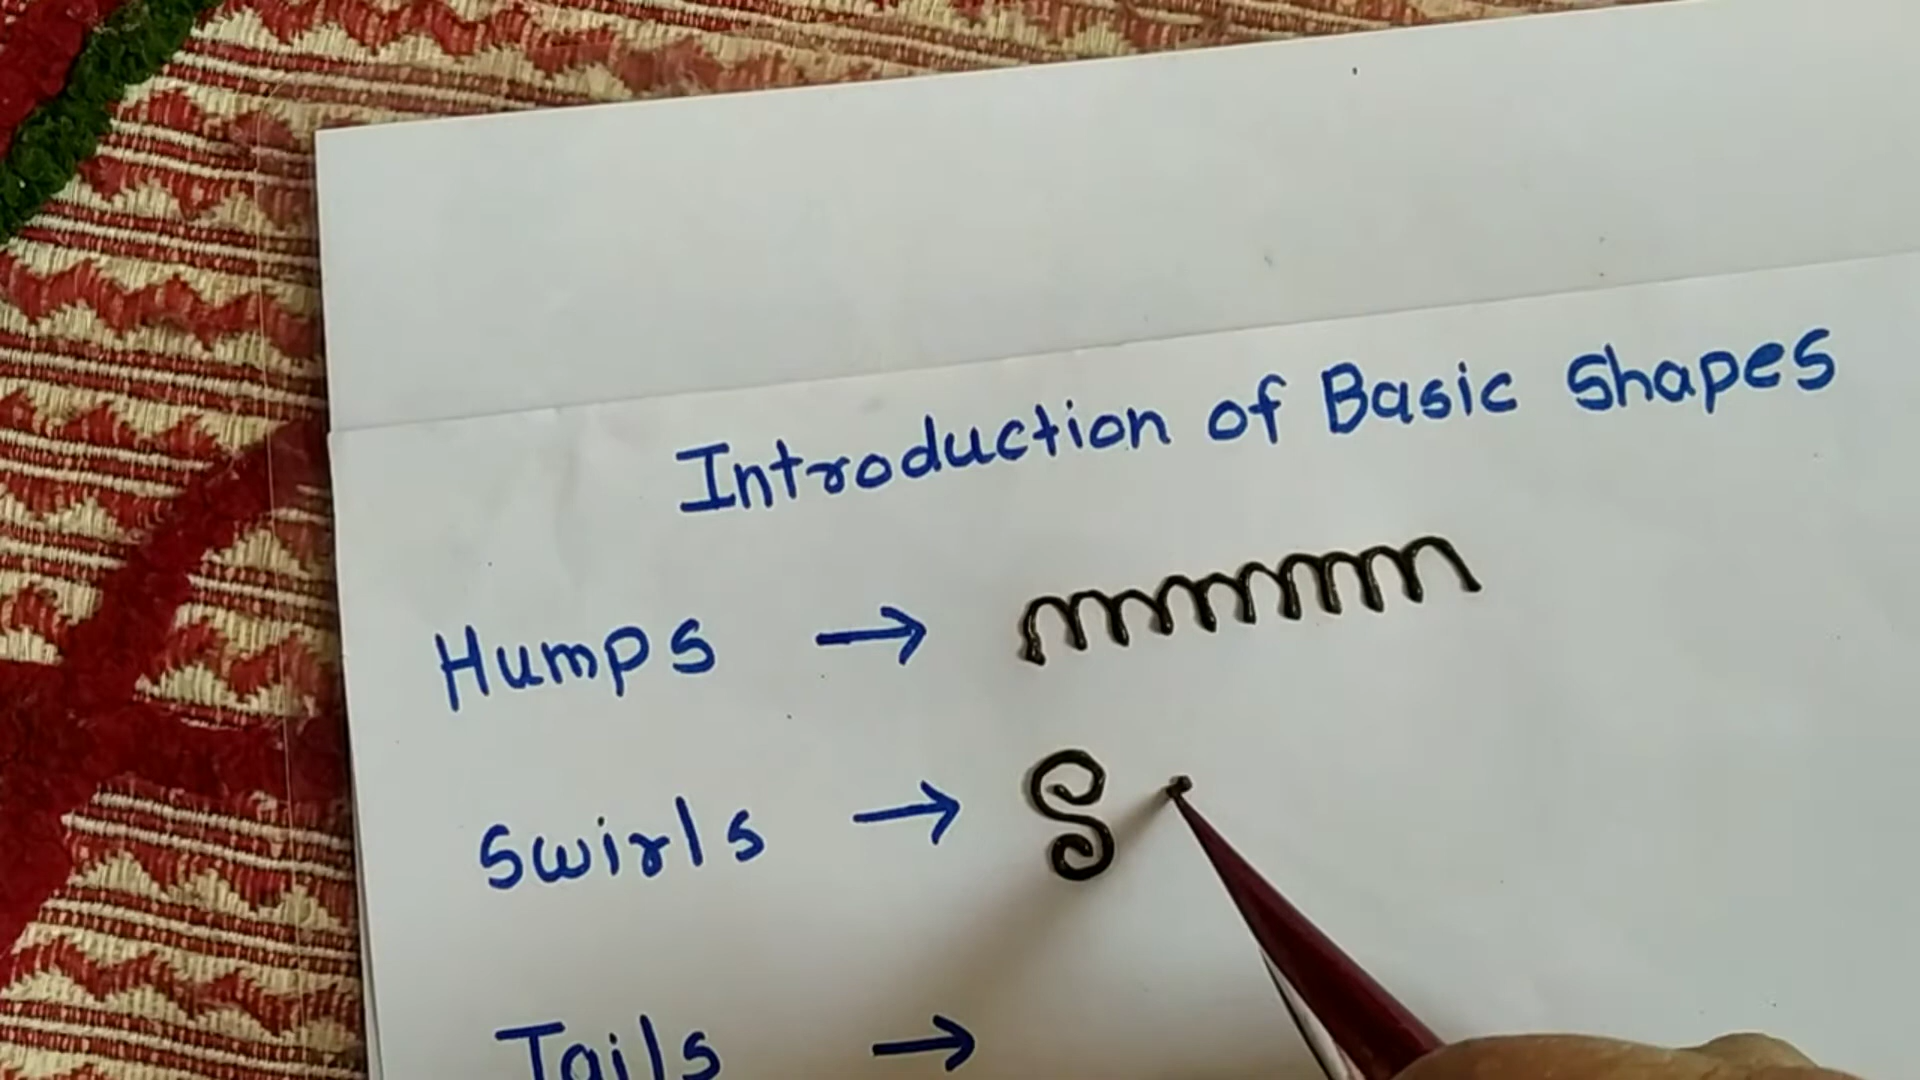 Introduction of Basic Shapes
Humps →
Swirls →
Tails →